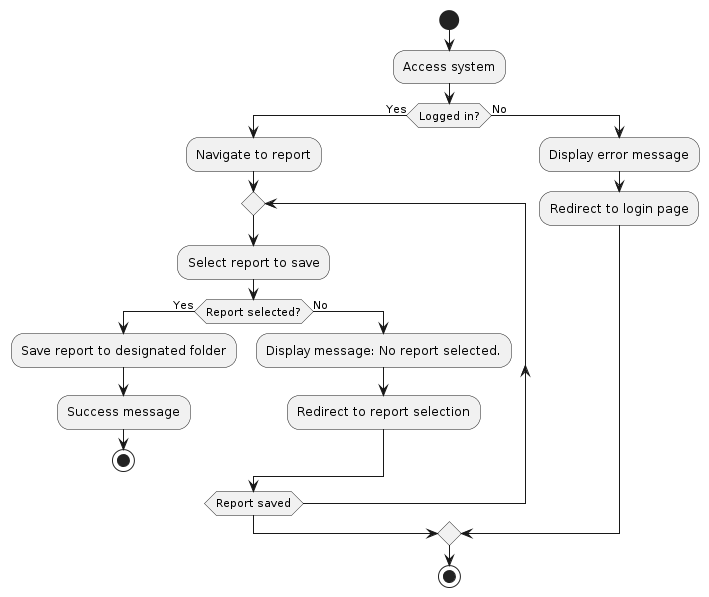 Access system
Yes
Logged in?
No
Navigate to report
Display error message
Redirect to login page
Select report to save
Yes
Report selected?
No
Save report to designated folder
Display message: No report selected.
Success message
Redirect to report selection
Report saved